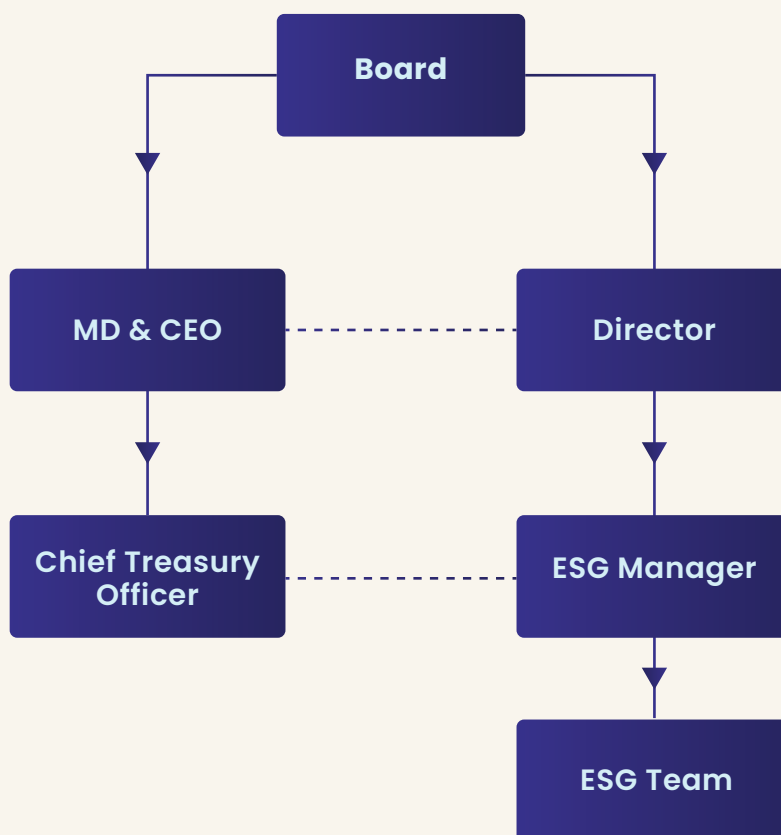 Board
MD & CEO
Director
Chief Treasury
Officer
ESG Manager
ESG Team